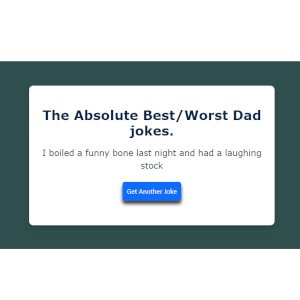 The Absolute Best/Worst Dad
jokes.
I boiled a funny bone last night and had a laughing
stock
Get Another Joke